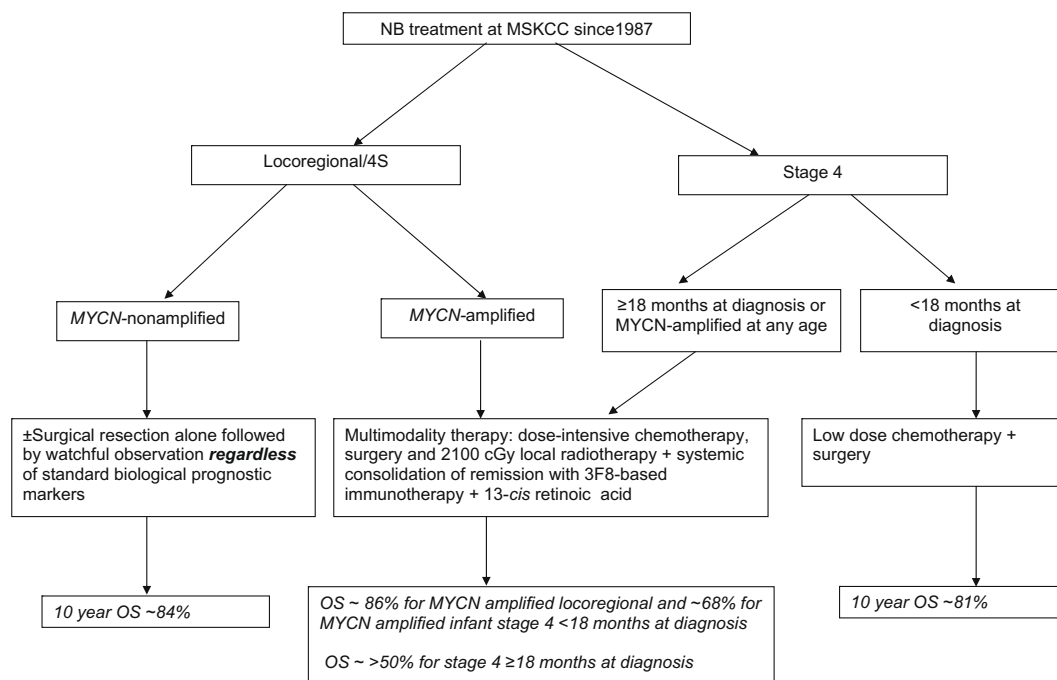 NB treatment at MSKCC since1987
Locoregional/4S
Stage 4
MYCN-nonamplified
MYCN-amplified
≥18 months at diagnosis or
MYCN-amplified at any age
<18 months at
diagnosis
±Surgical resection alone followed
by watchful observation regardless
of standard biological prognostic
markers
Multimodality therapy: dose-intensive chemotherapy,
surgery and 2100 cGy local radiotherapy + systemic
consolidation of remission with 3F8-based
immunotherapy + 13-cis retinoic acid
Low dose chemotherapy +
surgery
10 year OS ~84%
OS ~ 86% for MYCN amplified locoregional and ~68% for
MYCN amplified infant stage 4 <18 months at diagnosis
OS ~ >50% for stage 4 ≥18 months at diagnosis
10 year OS ~81%